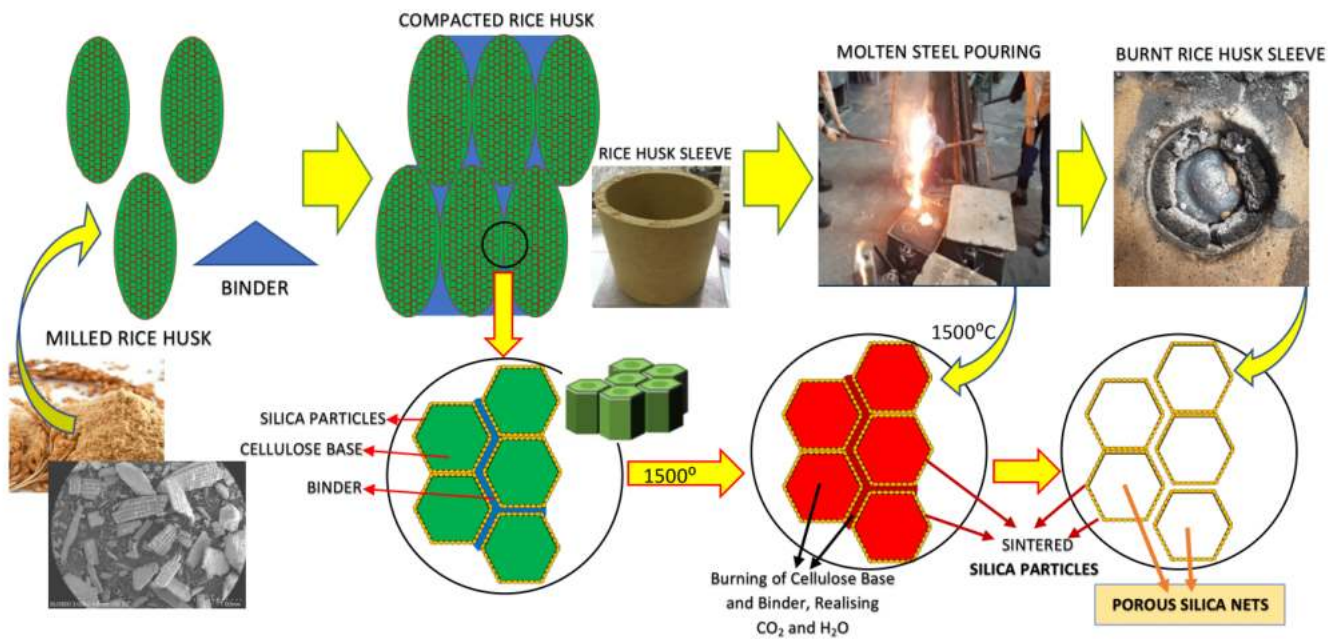 COMPACTED RICE HUSK
MOLTEN STEEL POURING
BURNT RICE HUSK SLEEVE
RICE HUSK SLEEVE
BINDER
MILLED RICE HUSK
1500⁰C
SILICA PARTICLES
CELLULOSE BASE
BINDER
1500⁰
SINTERED
SILICA PARTICLES
Burning of Cellulose Base
and Binder, Realising
CO₂ and H₂O
POROUS SILICA NETS